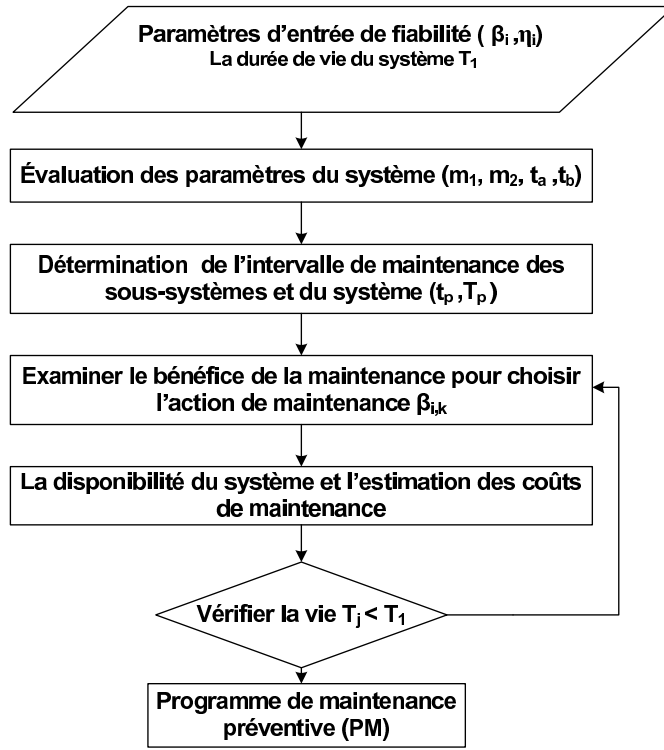 Paramètres d'entrée de fiabilité ( βᵢ ,ηᵢ)
La durée de vie du système T₁
Évaluation des paramètres du système (m₁, m₂, tₐ ,t_b)
Détermination de l'intervalle de maintenance des
sous-systèmes et du système (tₚ ,Tₚ )
Examiner le bénéfice de la maintenance pour choisir
l'action de maintenance β_{i,k}
La disponibilité du système et l'estimation des coûts
de maintenance
Vérifier la vie Tⱼ < T₁
Programme de maintenance
préventive (PM)